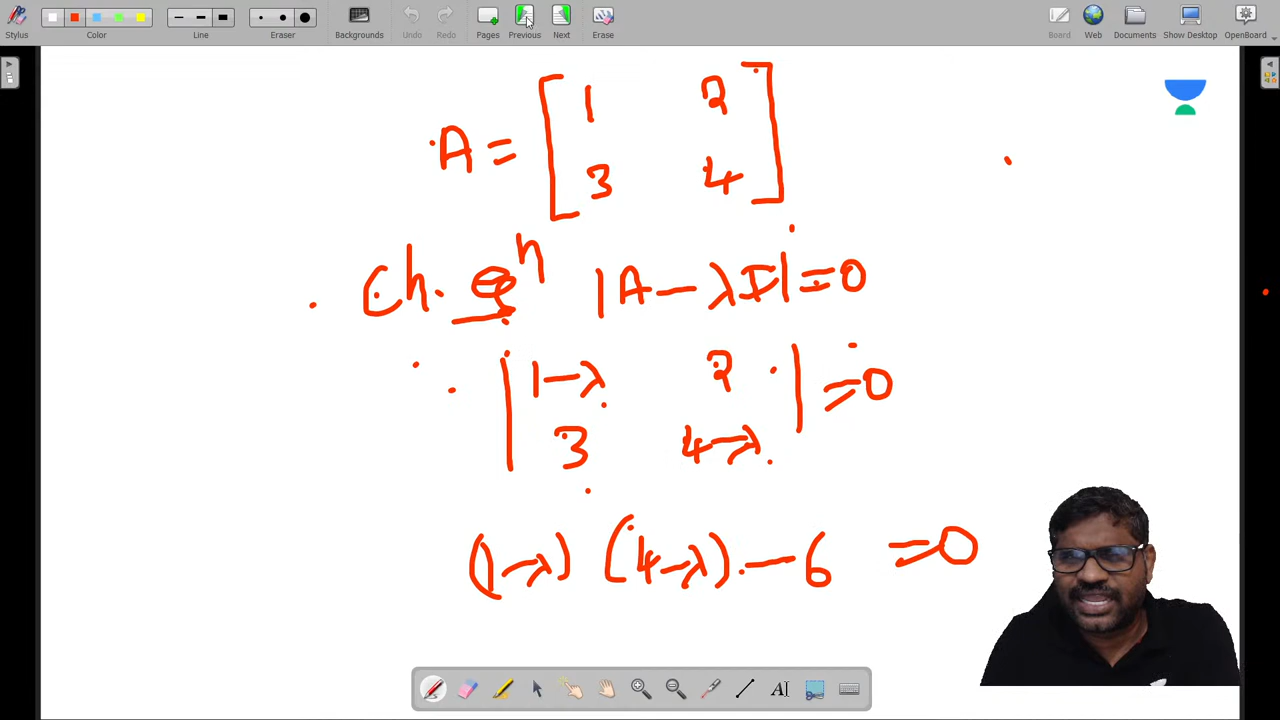 Stylus Color Line Eraser Backgrounds Undo Redo Pages Previous Next Erase Board Web Documents Show Desktop OpenBoard
A = [ 1 2
3 4 ]
Ch. Eqⁿ |A - λI| = 0
∴ | 1-λ 2
3 4-λ | = 0
(1-λ) (4-λ) - 6 = 0